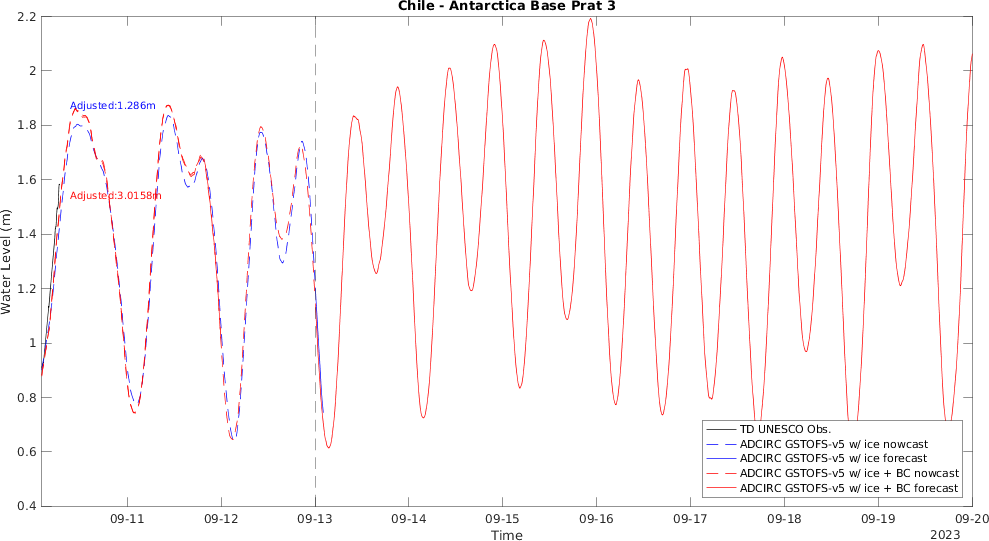 Chile - Antarctica Base Prat 3
2.2
2
1.8
1.6
1.4
1.2
1
0.8
0.6
0.4
Water Level (m)
Adjusted:1.286m
Adjusted:3.0158m
TD UNESCO Obs.
ADCIRC GSTOFS-v5 w/ ice nowcast
ADCIRC GSTOFS-v5 w/ ice forecast
ADCIRC GSTOFS-v5 w/ ice + BC nowcast
ADCIRC GSTOFS-v5 w/ ice + BC forecast
09-11 09-12 09-13 09-14 09-15 09-16 09-17 09-18 09-19 09-20
Time
2023